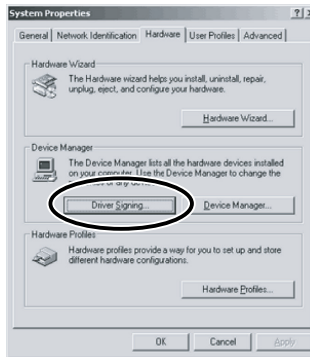 System Properties
General Network Identification Hardware User Profiles Advanced
Hardware Wizard
The Hardware wizard helps you install, uninstall, repair,
unplug, eject, and configure your hardware.
Hardware Wizard...
Device Manager
The Device Manager lists all the hardware devices installed
on your computer. Use the Device Manager to change the
of any
Driver Signing...
Device Manager...
Hardware Profiles
Hardware profiles provide a way for you to set up and store
different hardware configurations.
Hardware Profiles...
OK Cancel Apply